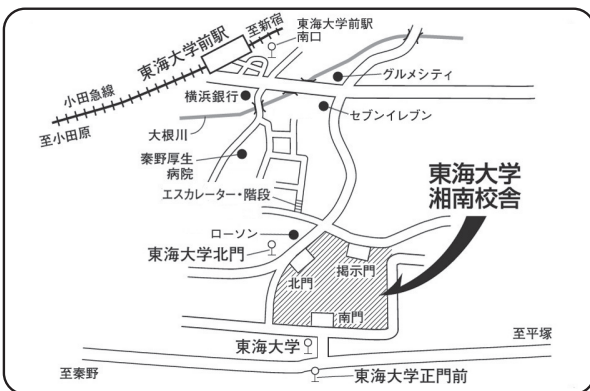 至新宿
東海大学前駅
南口
東海大学前駅
グルメシティ
小田急線
横浜銀行
セブンイレブン
至小田原
大根川
秦野厚生
病院
東海大学
湘南校舎
エスカレーター・階段
ローソン
東海大学北門
掲示門
北門
南門
至平塚
東海大学
至秦野
東海大学正門前